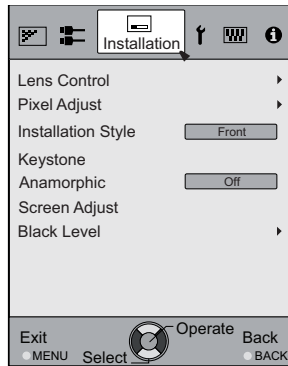 Installation
Lens Control
Pixel Adjust
Installation Style Front
Keystone
Anamorphic Off
Screen Adjust
Black Level
Exit Operate Back
MENU Select BACK